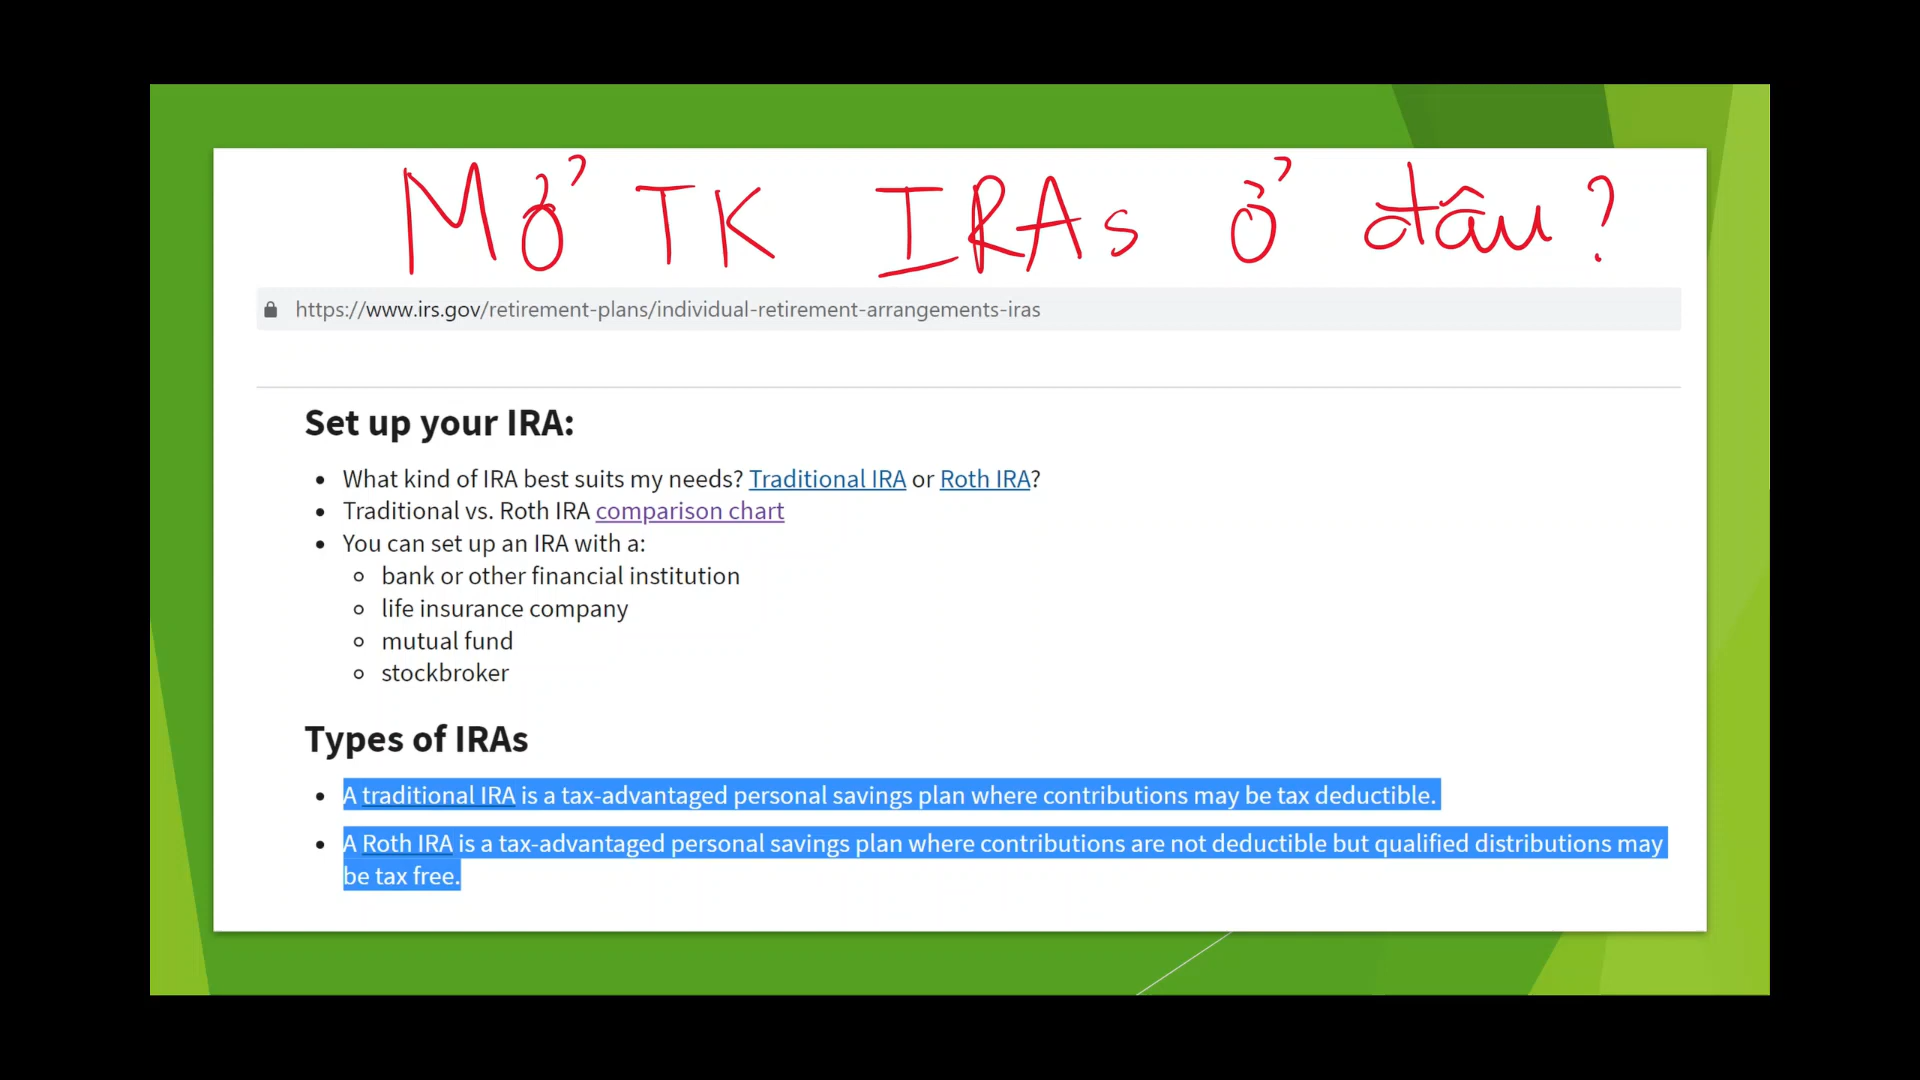 Mở TK IRAs ở đâu?
https://www.irs.gov/retirement-plans/individual-retirement-arrangements-iras
Set up your IRA:
What kind of IRA best suits my needs? Traditional IRA or Roth IRA?
Traditional vs. Roth IRA comparison chart
You can set up an IRA with a:
bank or other financial institution
life insurance company
mutual fund
stockbroker
Types of IRAs
A traditional IRA is a tax-advantaged personal savings plan where contributions may be tax deductible.
A Roth IRA is a tax-advantaged personal savings plan where contributions are not deductible but qualified distributions may
be tax free.